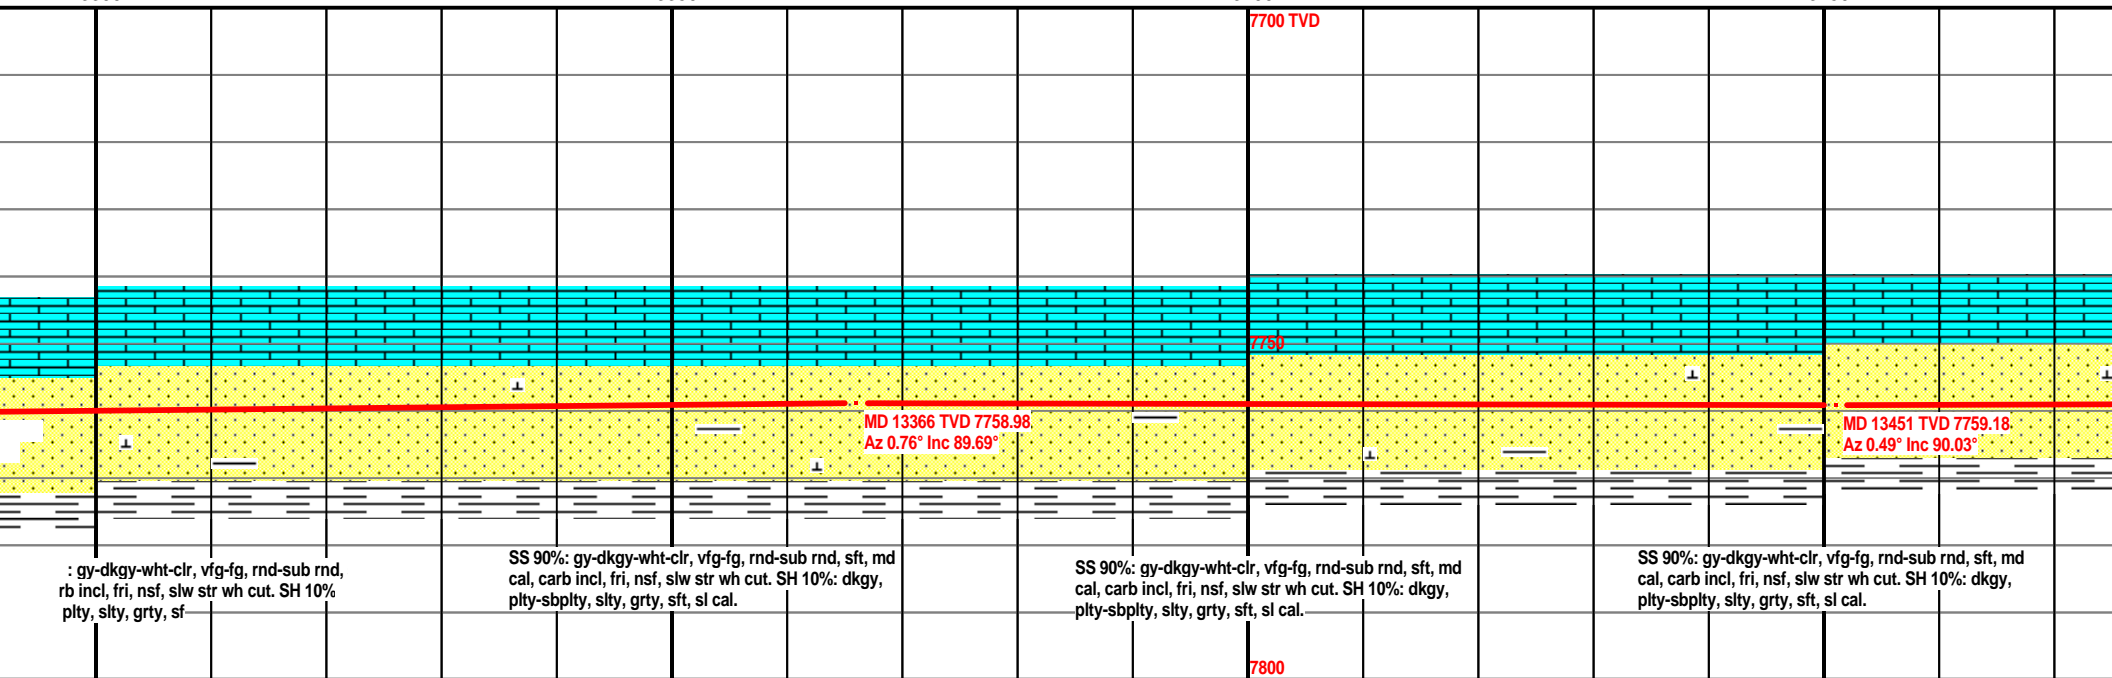 7700 TVD
7750
MD 13366 TVD 7758.98
Az 0.76° Inc 89.69°
MD 13451 TVD 7759.18
Az 0.49° Inc 90.03°
: gy-dkgy-wht-clr, vfg-fg, rnd-sub rnd,
rb incl, fri, nsf, slw str wh cut. SH 10%
plty, slty, grty, sf
SS 90%: gy-dkgy-wht-clr, vfg-fg, rnd-sub rnd, sft, md
cal, carb incl, fri, nsf, slw str wh cut. SH 10%: dkgy,
plty-sbplty, slty, grty, sft, sl cal.
SS 90%: gy-dkgy-wht-clr, vfg-fg, rnd-sub rnd, sft, md
cal, carb incl, fri, nsf, slw str wh cut. SH 10%: dkgy,
plty-sbplty, slty, grty, sft, sl cal.
SS 90%: gy-dkgy-wht-clr, vfg-fg, rnd-sub rnd, sft, md
cal, carb incl, fri, nsf, slw str wh cut. SH 10%: dkgy,
plty-sbplty, slty, grty, sft, sl cal.
7800